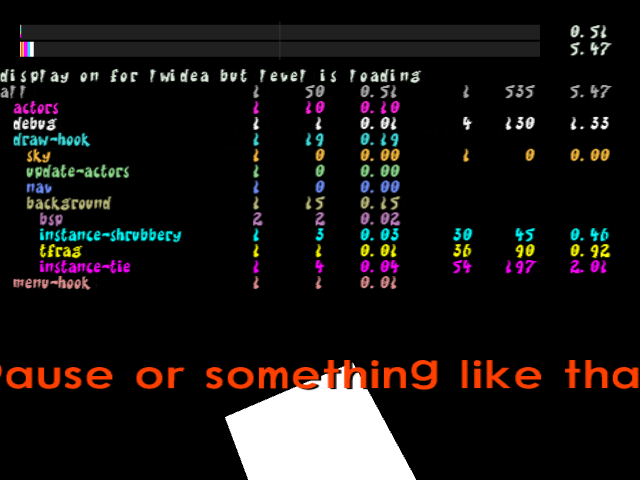 0.51
5.47
display on for lwidea but level is loading
all 1 50 0.51 1 535 5.47
actors 1 10 0.10
debug 1 1 0.01 4 130 1.33
draw-hook 1 19 0.19
sky 1 0 0.00 1 0 0.00
update-actors 1 0 0.00
nav 1 0 0.00
background 1 15 0.15
bsp 2 2 0.02
instance-shrubbery 1 3 0.03 30 45 0.46
tfrag 1 1 0.01 36 90 0.92
instance-tie 1 4 0.04 54 197 2.01
menu-hook 1 1 0.01
Pause or something like tha